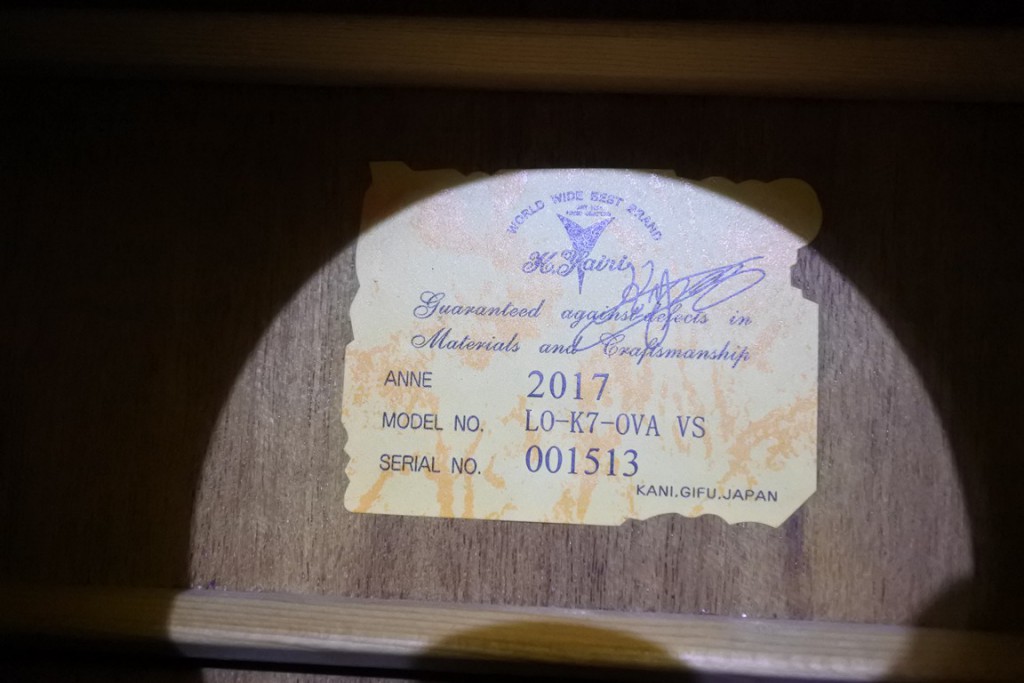 WORLD WIDE BEST BRAND
K.Yairi
Guaranteed against defects in
Materials and Craftsmanship
ANNE 2017
MODEL NO. LO-K7-OVA VS
SERIAL NO. 001513
KANI.GIFU.JAPAN